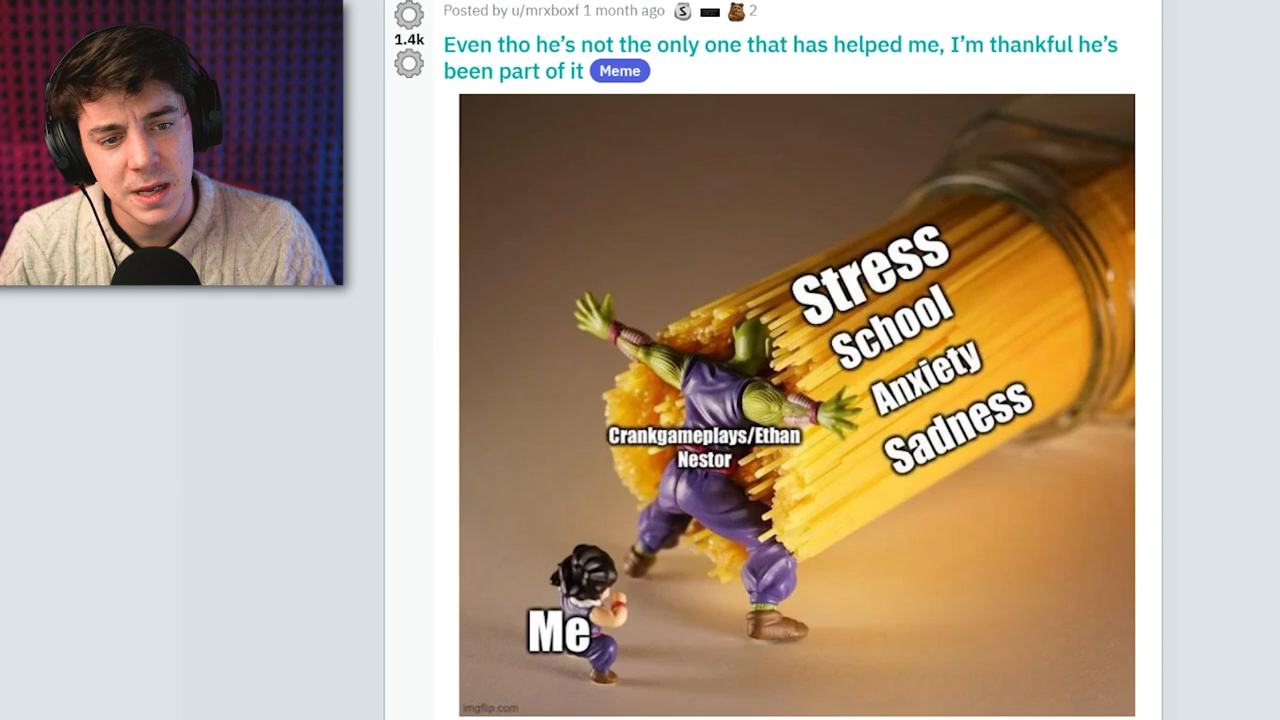 Posted by u/mrxboxf 1 month ago 2
1.4k
Even tho he's not the only one that has helped me, I'm thankful he's
been part of it Meme
Stress
School
Anxiety
Sadness
Crankgameplays/Ethan
Nestor
Me
imgflip.com